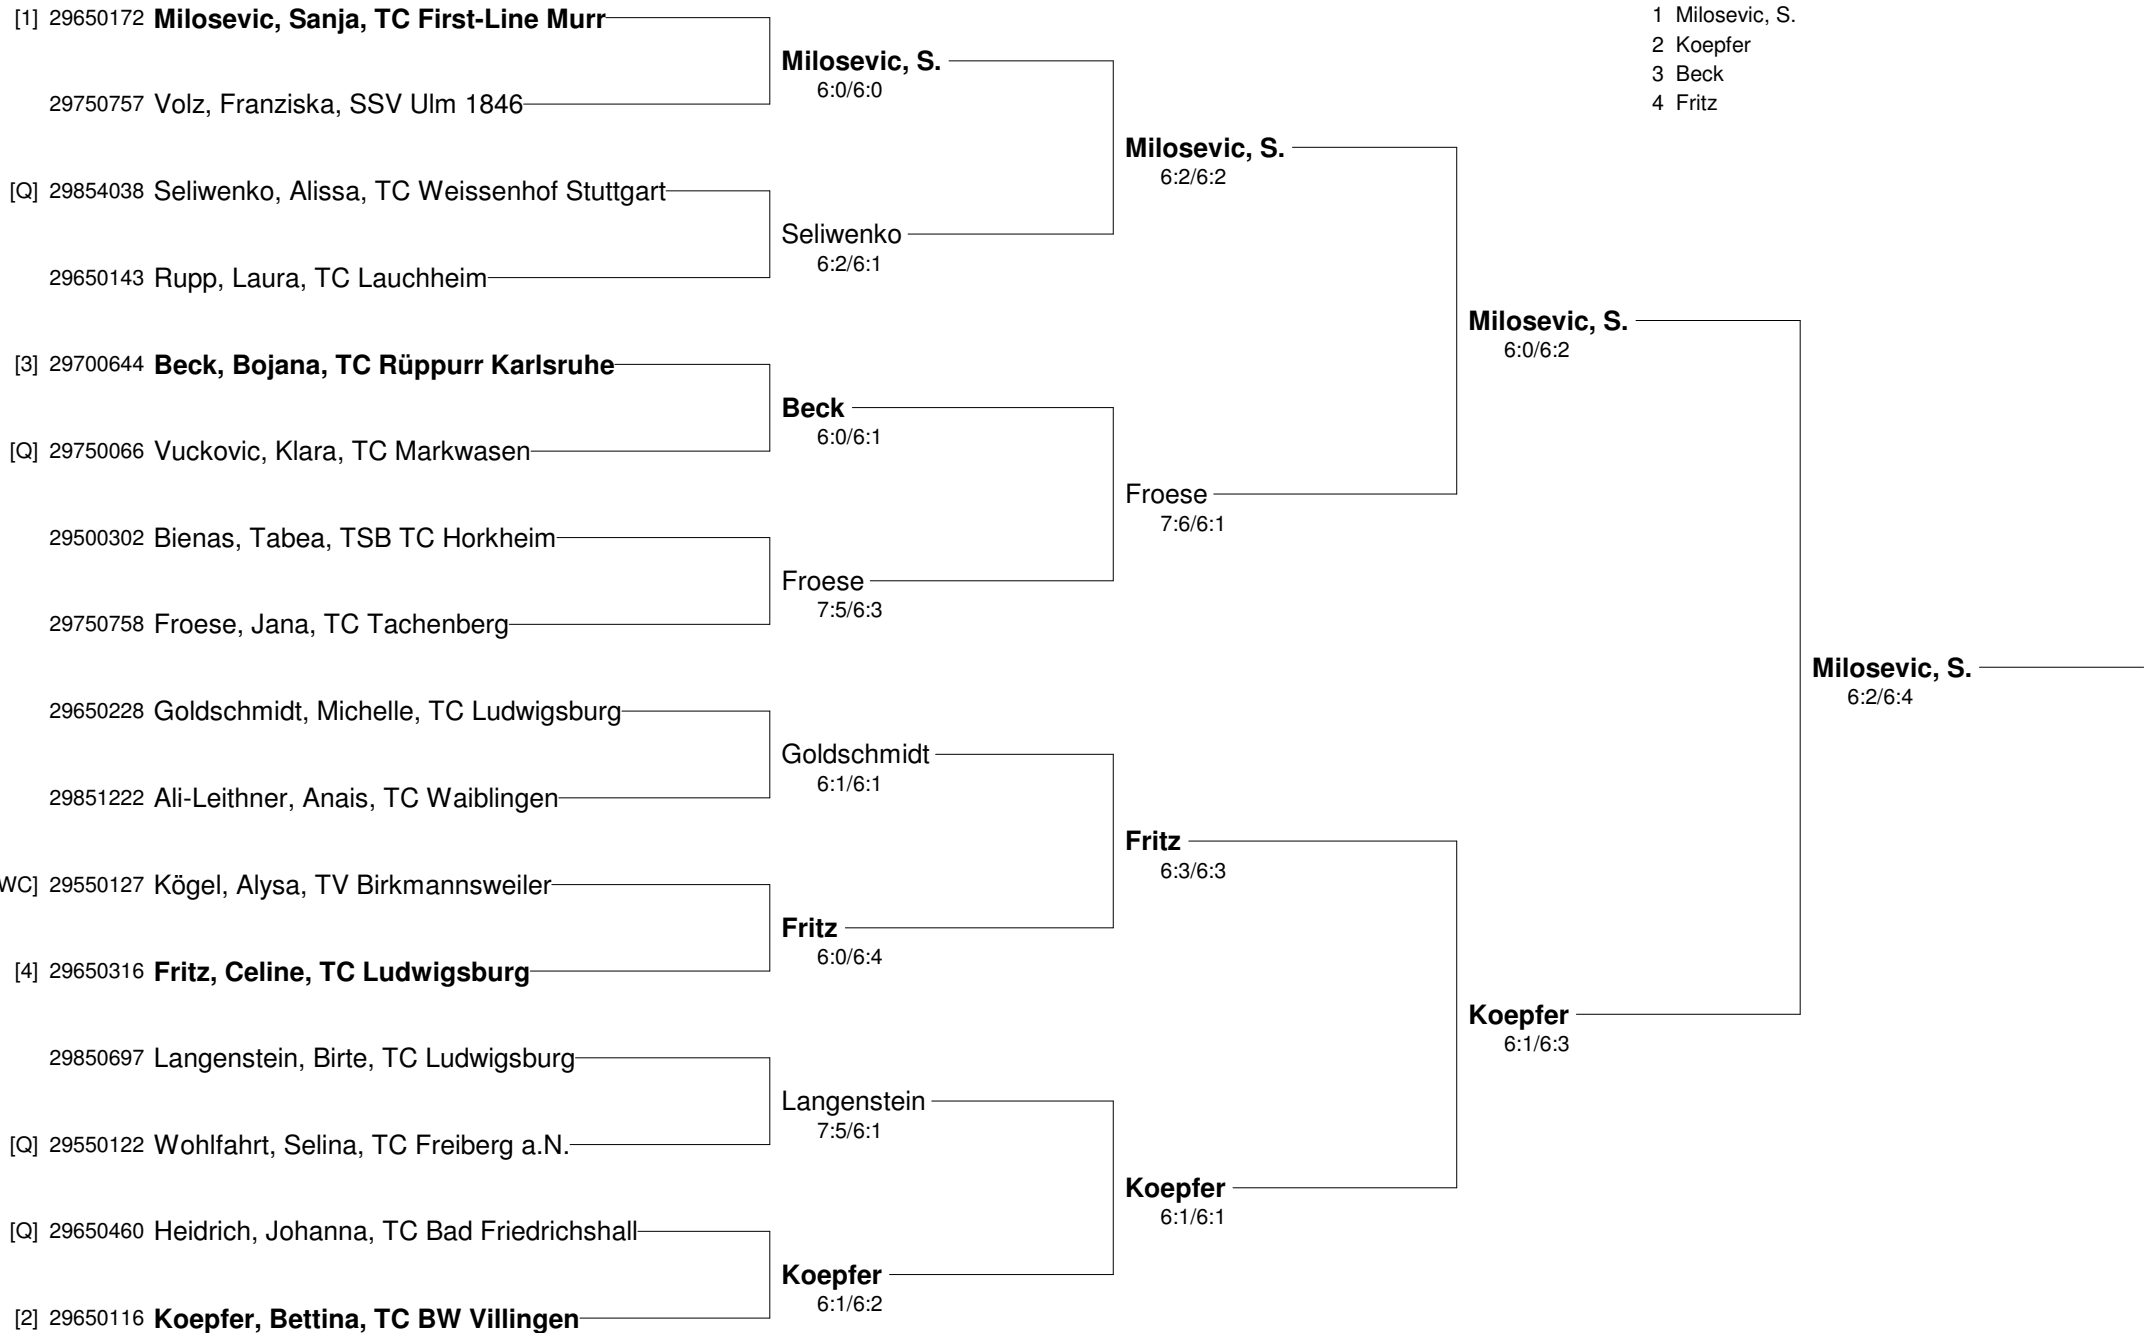 [1] 29650172 Milosevic, Sanja, TC First-Line Murr
29750757 Volz, Franziska, SSV Ulm 1846
[Q] 29854038 Seliwenko, Alissa, TC Weissenhof Stuttgart
29650143 Rupp, Laura, TC Lauchheim
[3] 29700644 Beck, Bojana, TC Rüppurr Karlsruhe
[Q] 29750066 Vuckovic, Klara, TC Markwasen
29500302 Bienas, Tabea, TSB TC Horkheim
29750758 Froese, Jana, TC Tachenberg
29650228 Goldschmidt, Michelle, TC Ludwigsburg
29851222 Ali-Leithner, Anais, TC Waiblingen
WC] 29550127 Kögel, Alysa, TV Birkmannsweiler
[4] 29650316 Fritz, Celine, TC Ludwigsburg
29850697 Langenstein, Birte, TC Ludwigsburg
[Q] 29550122 Wohlfahrt, Selina, TC Freiberg a.N.
[Q] 29650460 Heidrich, Johanna, TC Bad Friedrichshall
[2] 29650116 Koepfer, Bettina, TC BW Villingen
Milosevic, S.
6:0/6:0
Seliwenko
6:2/6:1
Beck
6:0/6:1
Froese
7:5/6:3
Goldschmidt
6:1/6:1
Fritz
6:0/6:4
Langenstein
7:5/6:1
Koepfer
6:1/6:2
Milosevic, S.
6:2/6:2
Froese
7:6/6:1
Fritz
6:3/6:3
Koepfer
6:1/6:1
Milosevic, S.
6:0/6:2
Koepfer
6:1/6:3
Milosevic, S.
6:2/6:4
1 Milosevic, S.
2 Koepfer
3 Beck
4 Fritz